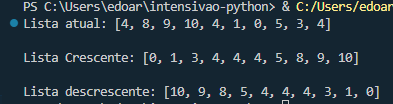 PS C:\Users\edoar\intensivao-python> & C:/Users/edoar
Lista atual: [4, 8, 9, 10, 4, 1, 0, 5, 3, 4]
Lista Crescente: [0, 1, 3, 4, 4, 4, 5, 8, 9, 10]
Lista descrescente: [10, 9, 8, 5, 4, 4, 4, 3, 1, 0]